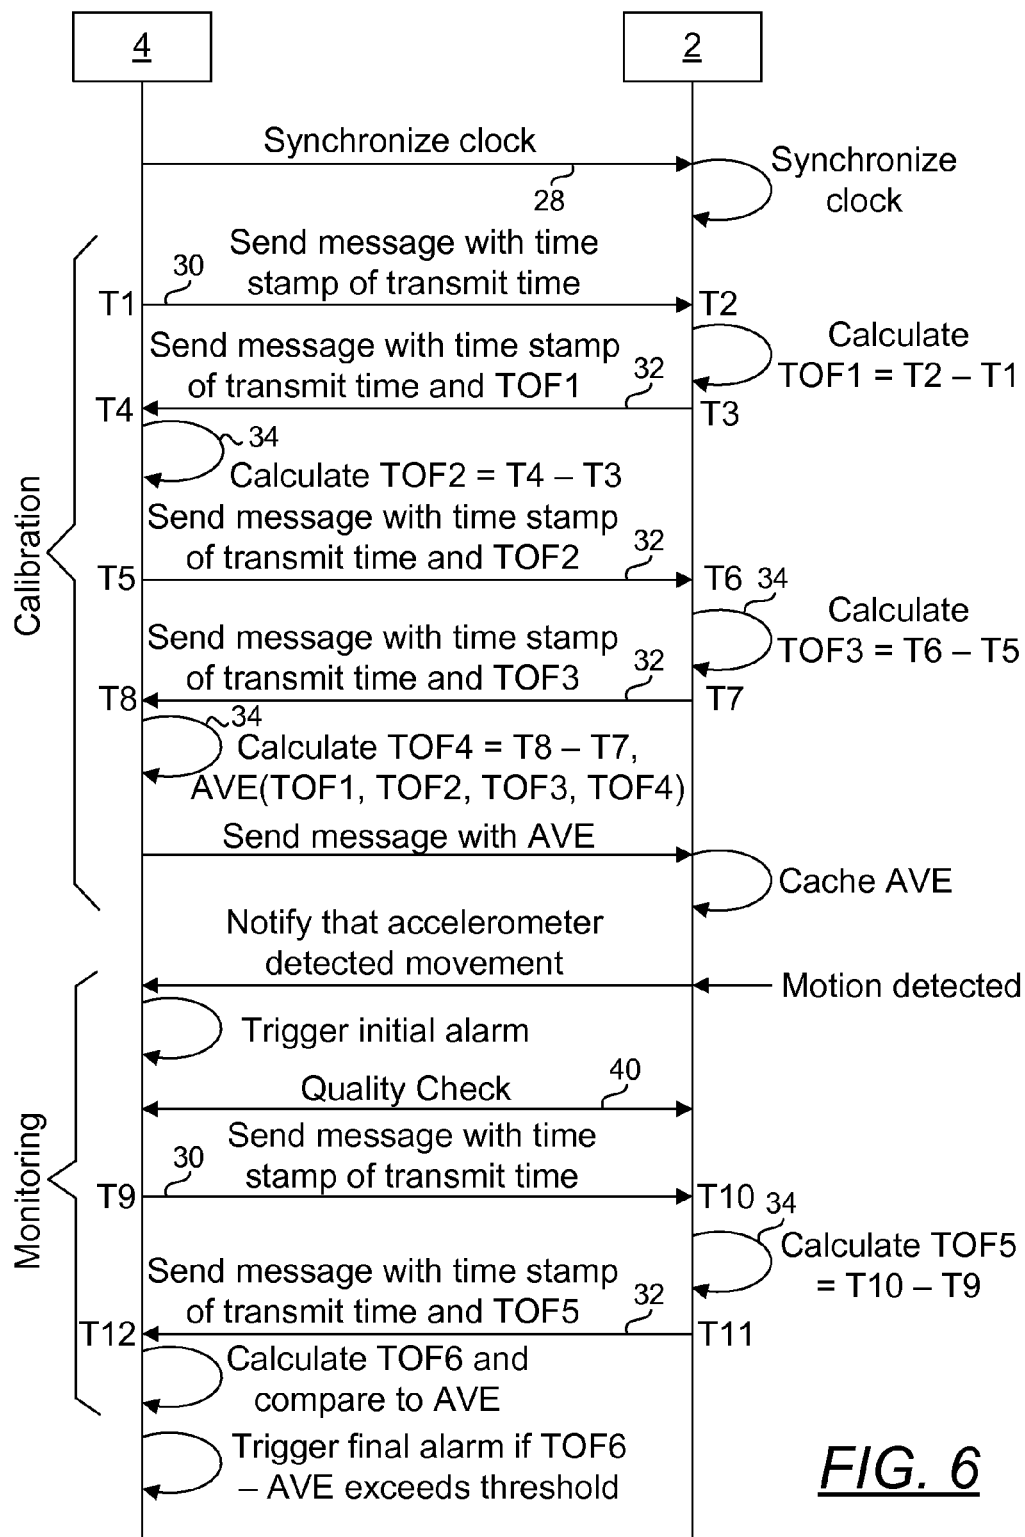 4
2
Synchronize clock
28
Synchronize
clock
Send message with time
stamp of transmit time
30
T1
T2
Calculate
TOF1 = T2 – T1
Send message with time stamp
of transmit time and TOF1
32
T4
T3
34
Calculate TOF2 = T4 – T3
Send message with time stamp
of transmit time and TOF2
32
T5
T6
34
Calculate
TOF3 = T6 – T5
Send message with time stamp
of transmit time and TOF3
32
T8
T7
34
Calculate TOF4 = T8 – T7,
AVE(TOF1, TOF2, TOF3, TOF4)
Send message with AVE
Cache AVE
Calibration
Notify that accelerometer
detected movement
Motion detected
Trigger initial alarm
Quality Check
40
Send message with time
stamp of transmit time
30
T9
T10
34
Calculate TOF5
= T10 – T9
Send message with time stamp
of transmit time and TOF5
32
T12
T11
Calculate TOF6 and
compare to AVE
Monitoring
Trigger final alarm if TOF6
– AVE exceeds threshold
FIG. 6